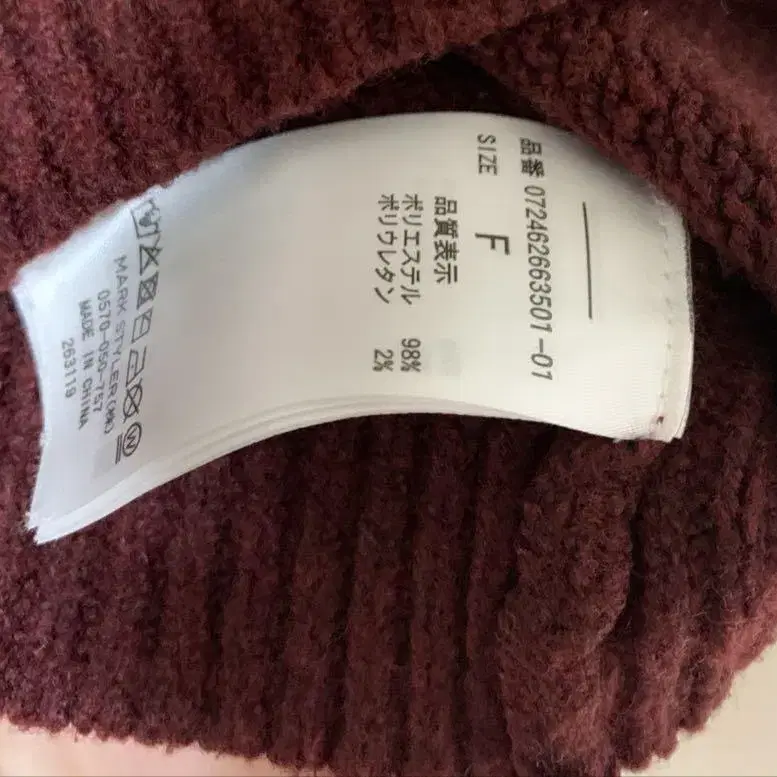 品番 072462663501-01
SIZE F
品質表示
ポリエステル 98%
ポリウレタン 2%
MARK STYLER(株)
0570-050-757
MADE IN CHINA
263119